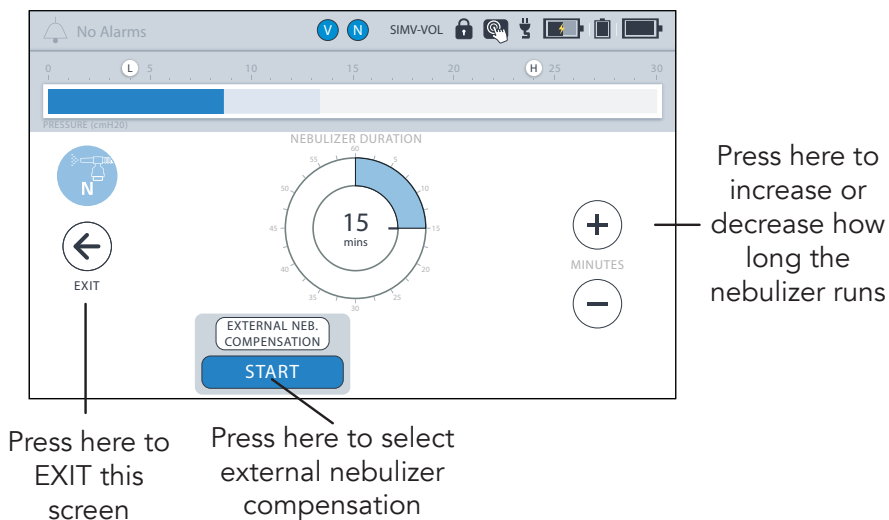 No Alarms
V N SIMV-VOL
0 L 5 10 15 20 H 25 30
PRESSURE (cmH20)
NEBULIZER DURATION
60
55 5
50 10
45 15
40 20
35 25
30
15
mins
N
EXIT
MINUTES
EXTERNAL NEB.
COMPENSATION
START
Press here to
increase or
decrease how
long the
nebulizer runs
Press here to
EXIT this
screen
Press here to select
external nebulizer
compensation